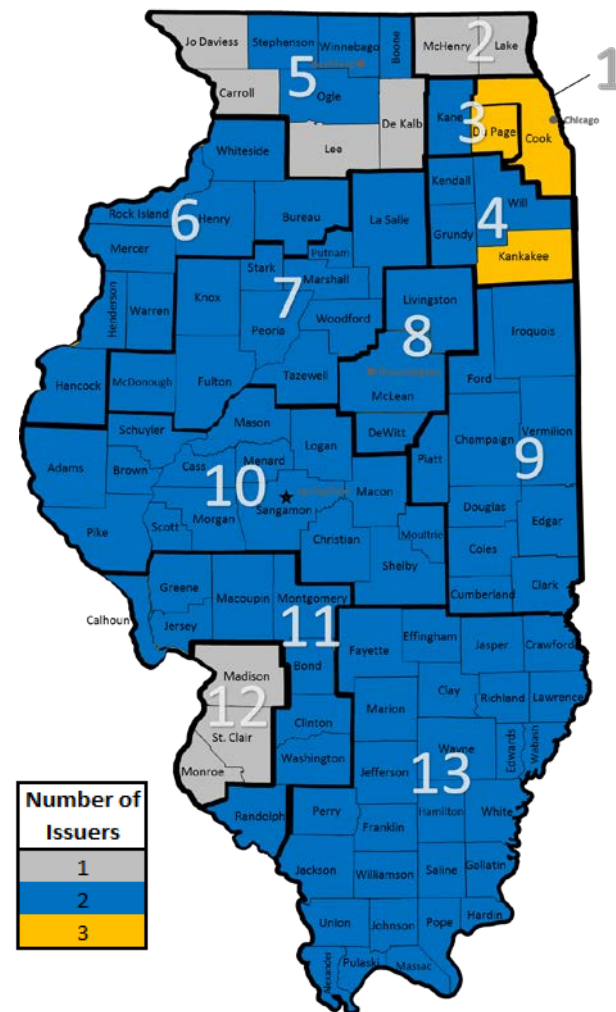 Jo Daviess
Stephenson
Winnebago
Boone
McHenry
Lake
2
1
5
Carroll
Ogle
De Kalb
Lee
Kane
3
Du Page
Cook
Chicago
Whiteside
Rock Island
6
Henry
Bureau
Mercer
La Salle
Kendall
Will
4
Grundy
Kankakee
Henderson
Warren
Knox
Stark
Putnam
Marshall
7
Peoria
Woodford
Livingston
8
Iroquois
Hancock
McDonough
Fulton
Tazewell
McLean
Ford
Schuyler
Mason
Logan
DeWitt
Piatt
Champaign
Vermilion
9
Adams
Brown
Cass
Menard
10
Macon
Sangamon
Pike
Scott
Morgan
Christian
Moultrie
Shelby
Douglas
Edgar
Coles
Cumberland
Clark
Calhoun
Greene
Jersey
Macoupin
Montgomery
11
Bond
Fayette
Effingham
Jasper
Crawford
Madison
12
St. Clair
Monroe
Clinton
Washington
Marion
Clay
Richland
Lawrence
Wayne
Edwards
Wabash
Jefferson
13
Randolph
Perry
Franklin
Hamilton
White
Jackson
Williamson
Saline
Gallatin
Union
Johnson
Pope
Hardin
Alexander
Pulaski
Massac
Number of
Issuers
1
2
3